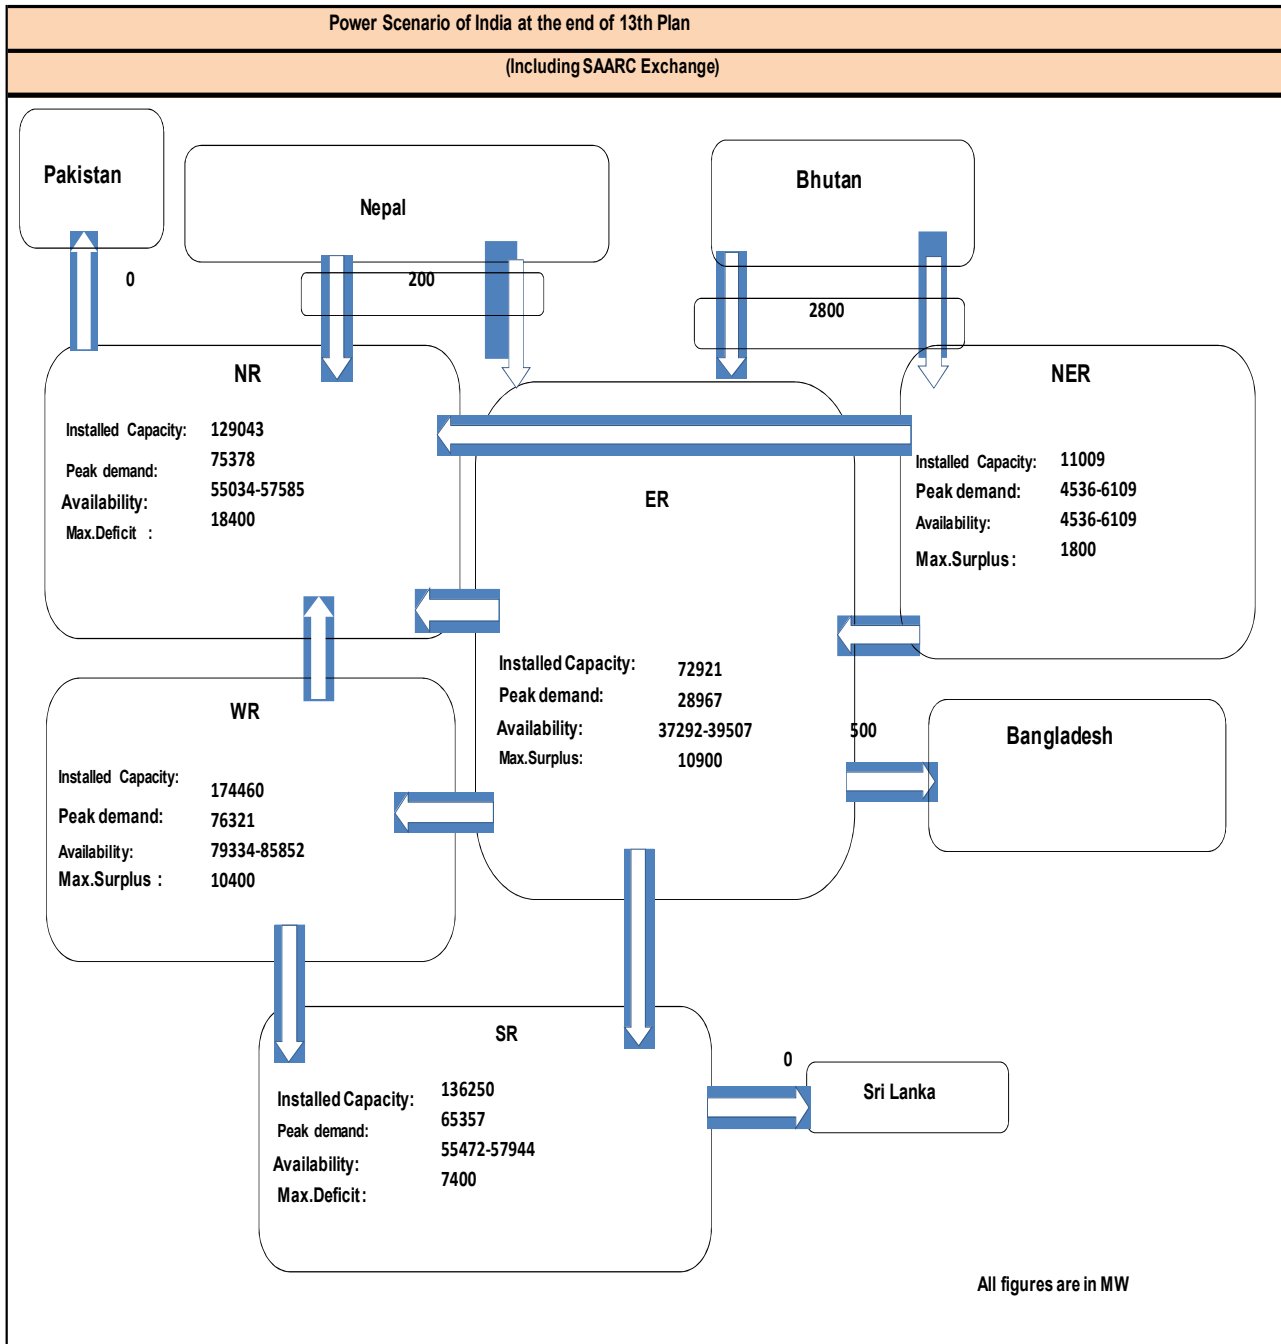 Power Scenario of India at the end of 13th Plan
(Including SAARC Exchange)
Pakistan
Nepal
Bhutan
0
200
2800
NR
Installed Capacity: 129043
Peak demand: 75378
Availability: 55034-57585
Max.Deficit : 18400
NER
Installed Capacity: 11009
Peak demand: 4536-6109
Availability: 4536-6109
Max.Surplus : 1800
ER
Installed Capacity: 72921
Peak demand: 28967
Availability: 37292-39507
Max.Surplus: 10900
500
Bangladesh
WR
Installed Capacity: 174460
Peak demand: 76321
Availability: 79334-85852
Max.Surplus : 10400
SR
Installed Capacity: 136250
Peak demand: 65357
Availability: 55472-57944
Max.Deficit : 7400
0
Sri Lanka
All figures are in MW